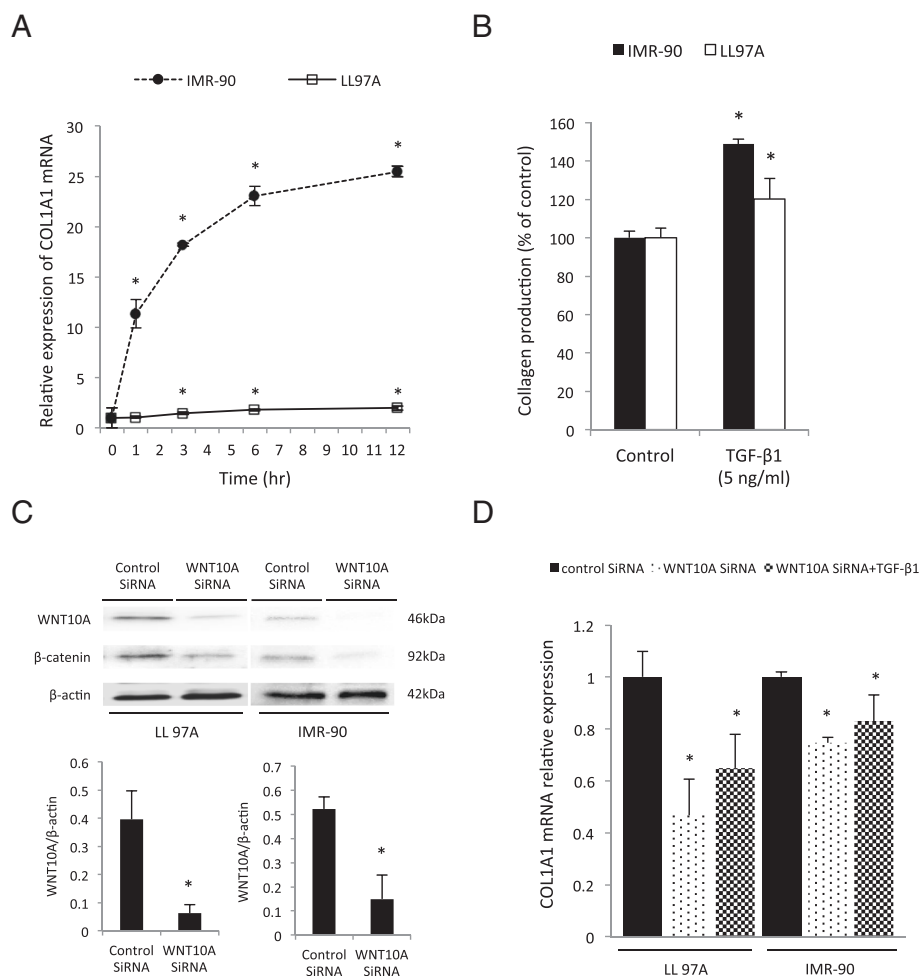 A
IMR-90 LL97A
Relative expression of COL1A1 mRNA
30
25
20
15
10
5
0
* * * *
* * *
0 1 2 3 4 5 6 7 8 9 10 11 12
Time (hr)
B
IMR-90 LL97A
Collagen production (% of control)
160
140
120
100
80
60
40
20
0
* *
Control TGF-β1
(5 ng/ml)
C
Control
SiRNA
WNT10A
SiRNA
Control
SiRNA
WNT10A
SiRNA
WNT10A 46kDa
β-catenin 92kDa
β-actin 42kDa
LL 97A IMR-90
WNT10A/β-actin
0.6
0.5
0.4
0.3
0.2
0.1
0
*
Control
SiRNA
WNT10A
SiRNA
WNT10A/β-actin
0.7
0.6
0.5
0.4
0.3
0.2
0.1
0
*
Control
SiRNA
WNT10A
SiRNA
D
control SiRNA WNT10A SiRNA WNT10A SiRNA+TGF-β1
COL1A1 mRNA relative expression
1.2
1
0.8
0.6
0.4
0.2
0
* * * *
LL 97A IMR-90